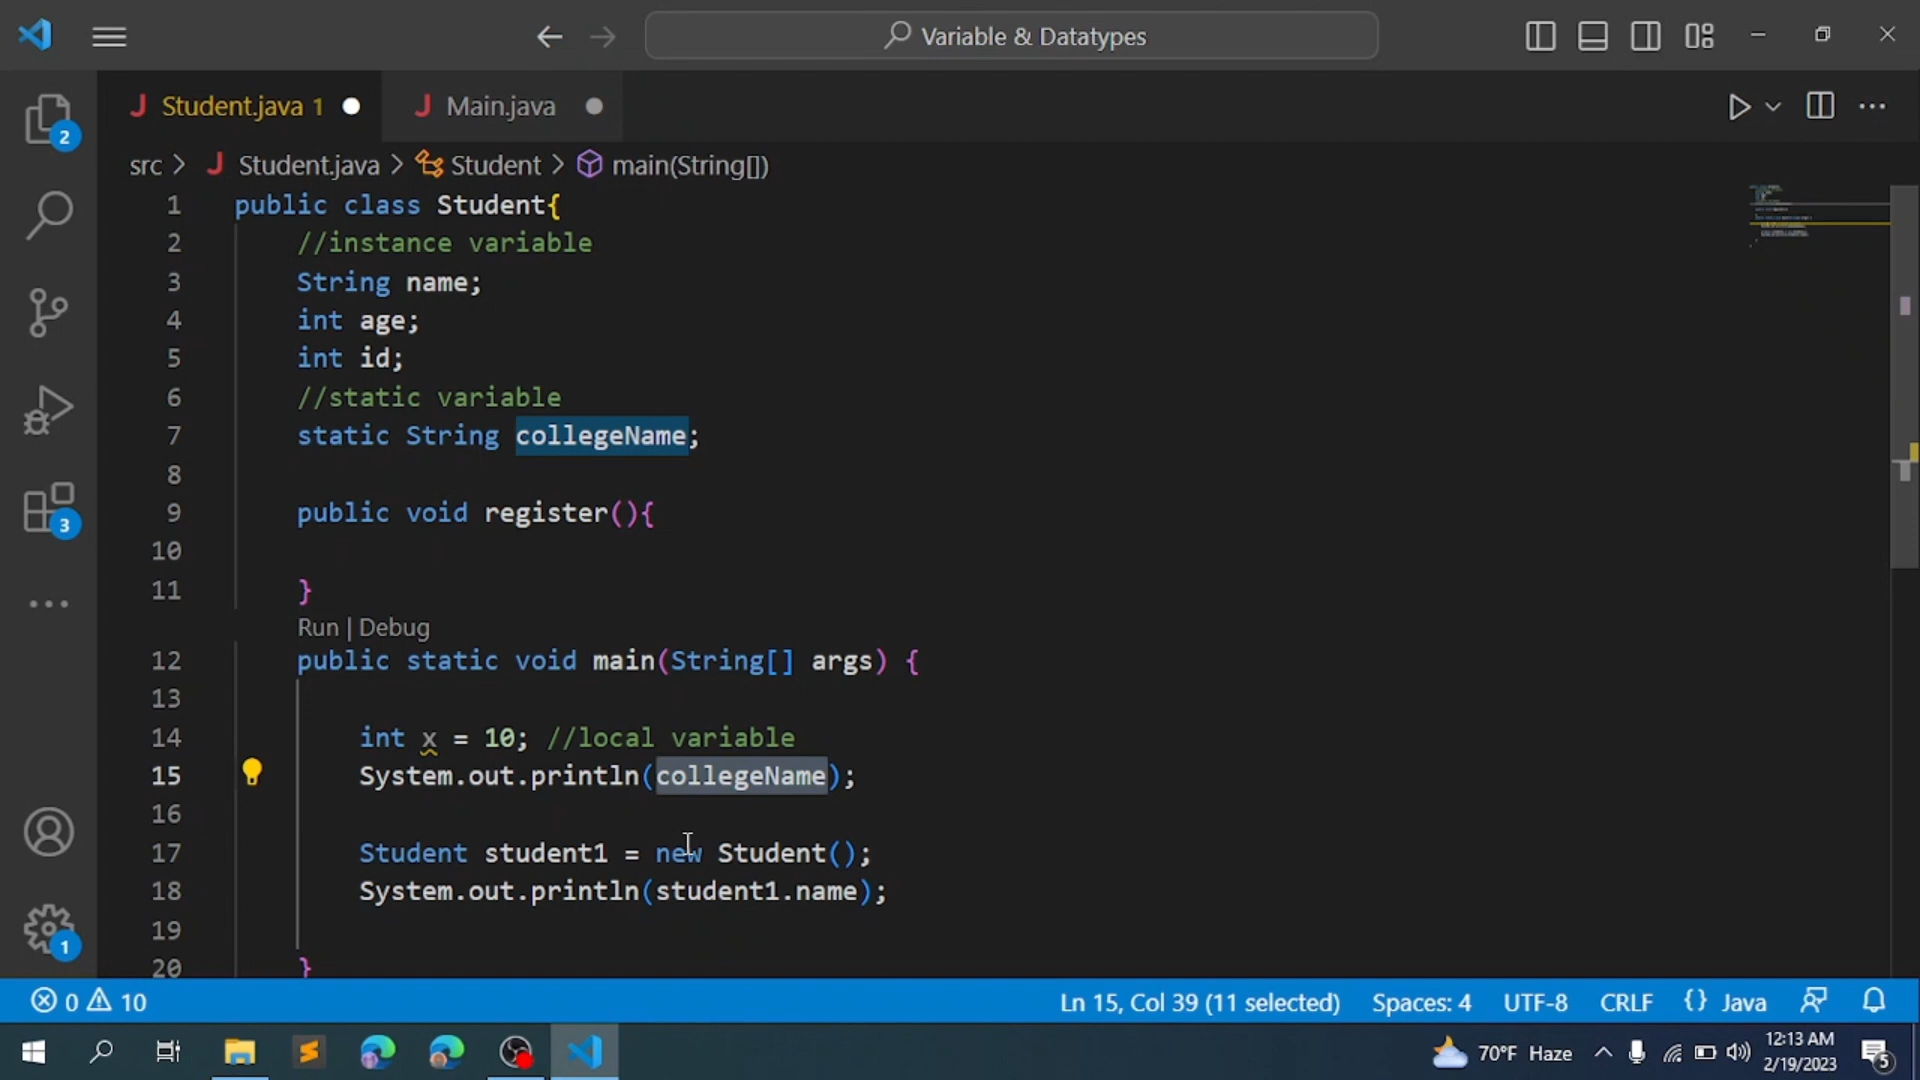 Variable & Datatypes
Student.java 1
Main.java
2
src > Student.java > Student > main(String[])
1 public class Student{
2 //instance variable
3 String name;
4 int age;
5 int id;
6 //static variable
7 static String collegeName;
8
9 public void register(){
10
11 }
Run | Debug
12 public static void main(String[] args) {
13
14 int x = 10; //local variable
15 System.out.println(collegeName);
16
17 Student student1 = new Student();
18 System.out.println(student1.name);
19
20 }
3
1
0 10 Ln 15, Col 39 (11 selected) Spaces: 4 UTF-8 CRLF {} Java
70°F Haze
12:13 AM
2/19/2023
5